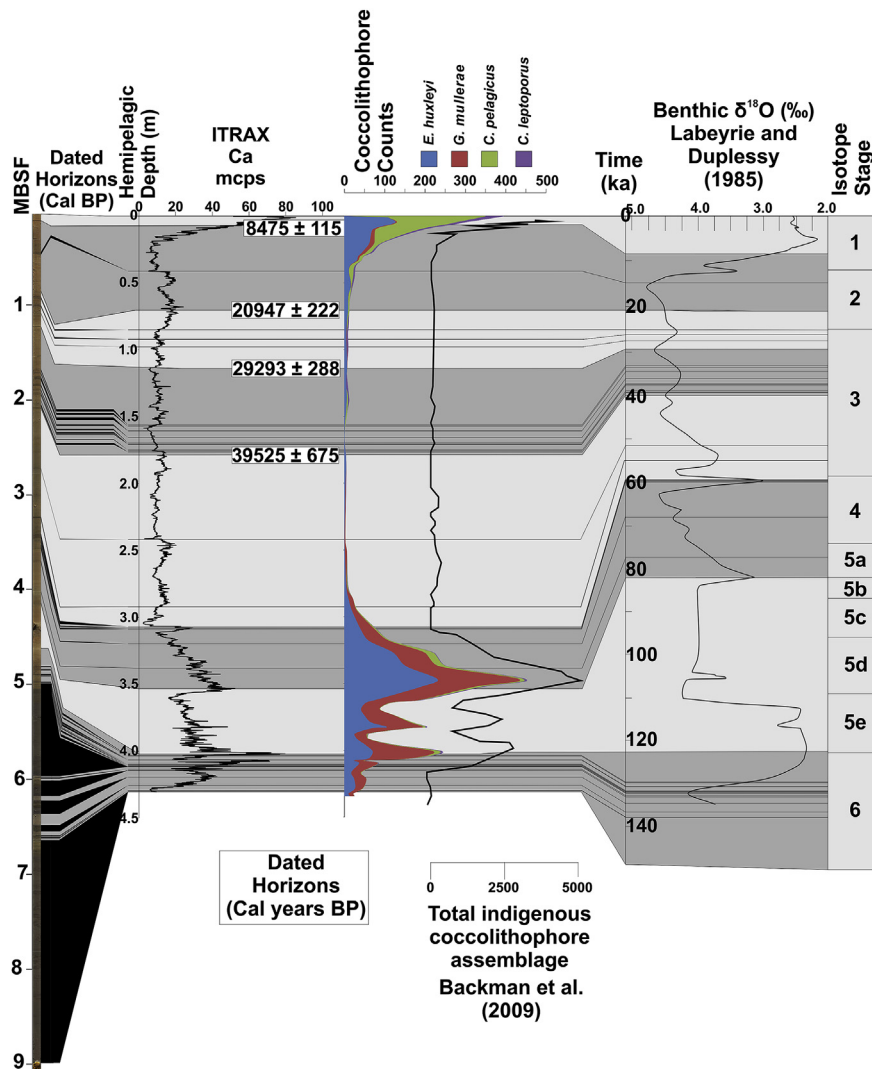 MBSF
Dated
Horizons
(Cal BP)
Hemipelagic
Depth (m)
ITRAX
Ca
mcps
Coccolithophore
Counts
E. huxleyi
G. mullerae
C. pelagicus
C. leptoporus
Time
(ka)
Benthic δ18O (‰)
Labeyrie and
Duplessy
(1985)
Isotope
Stage
0 20 40 60 80 100
0 100 200 300 400 500
5.0 4.0 3.0 2.0
1
2
3
4
5
6
7
8
9
0
0.5
1.0
1.5
2.0
2.5
3.0
3.5
4.0
4.5
8475 ± 115
20947 ± 222
29293 ± 288
39525 ± 675
0
20
40
60
80
100
120
140
1
2
3
4
5a
5b
5c
5d
5e
6
Dated
Horizons
(Cal years BP)
0 2500 5000
Total indigenous
coccolithophore
assemblage
Backman et al.
(2009)